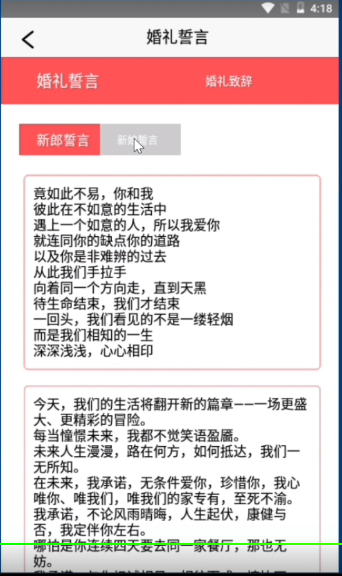 4:18
婚礼誓言
婚礼誓言 婚礼致辞
新郎誓言 新娘誓言
竟如此不易，你和我
彼此在不如意的生活中
遇上一个如意的人，所以我爱你
就连同你的缺点你的道路
以及你是非难辨的过去
从此我们手拉手
向着同一个方向走，直到天黑
待生命结束，我们才结束
一回头，我们看见的不是一缕轻烟
而是我们相知的一生
深深浅浅，心心相印
今天，我们的生活将翻开新的篇章——一场更盛
大、更精彩的冒险。
每当憧憬未来，我都不觉笑语盈靥。
未来人生漫漫，路在何方，如何抵达，我们一
无所知。
在未来，我承诺，无条件爱你，珍惜你，我心
唯你、唯我们，唯我们的家专有，至死不渝。
我承诺，不论风雨晴晦，人生起伏，康健与
否，我定伴你左右。
哪怕是你连续四天要去同一家餐厅，那也无
妨。